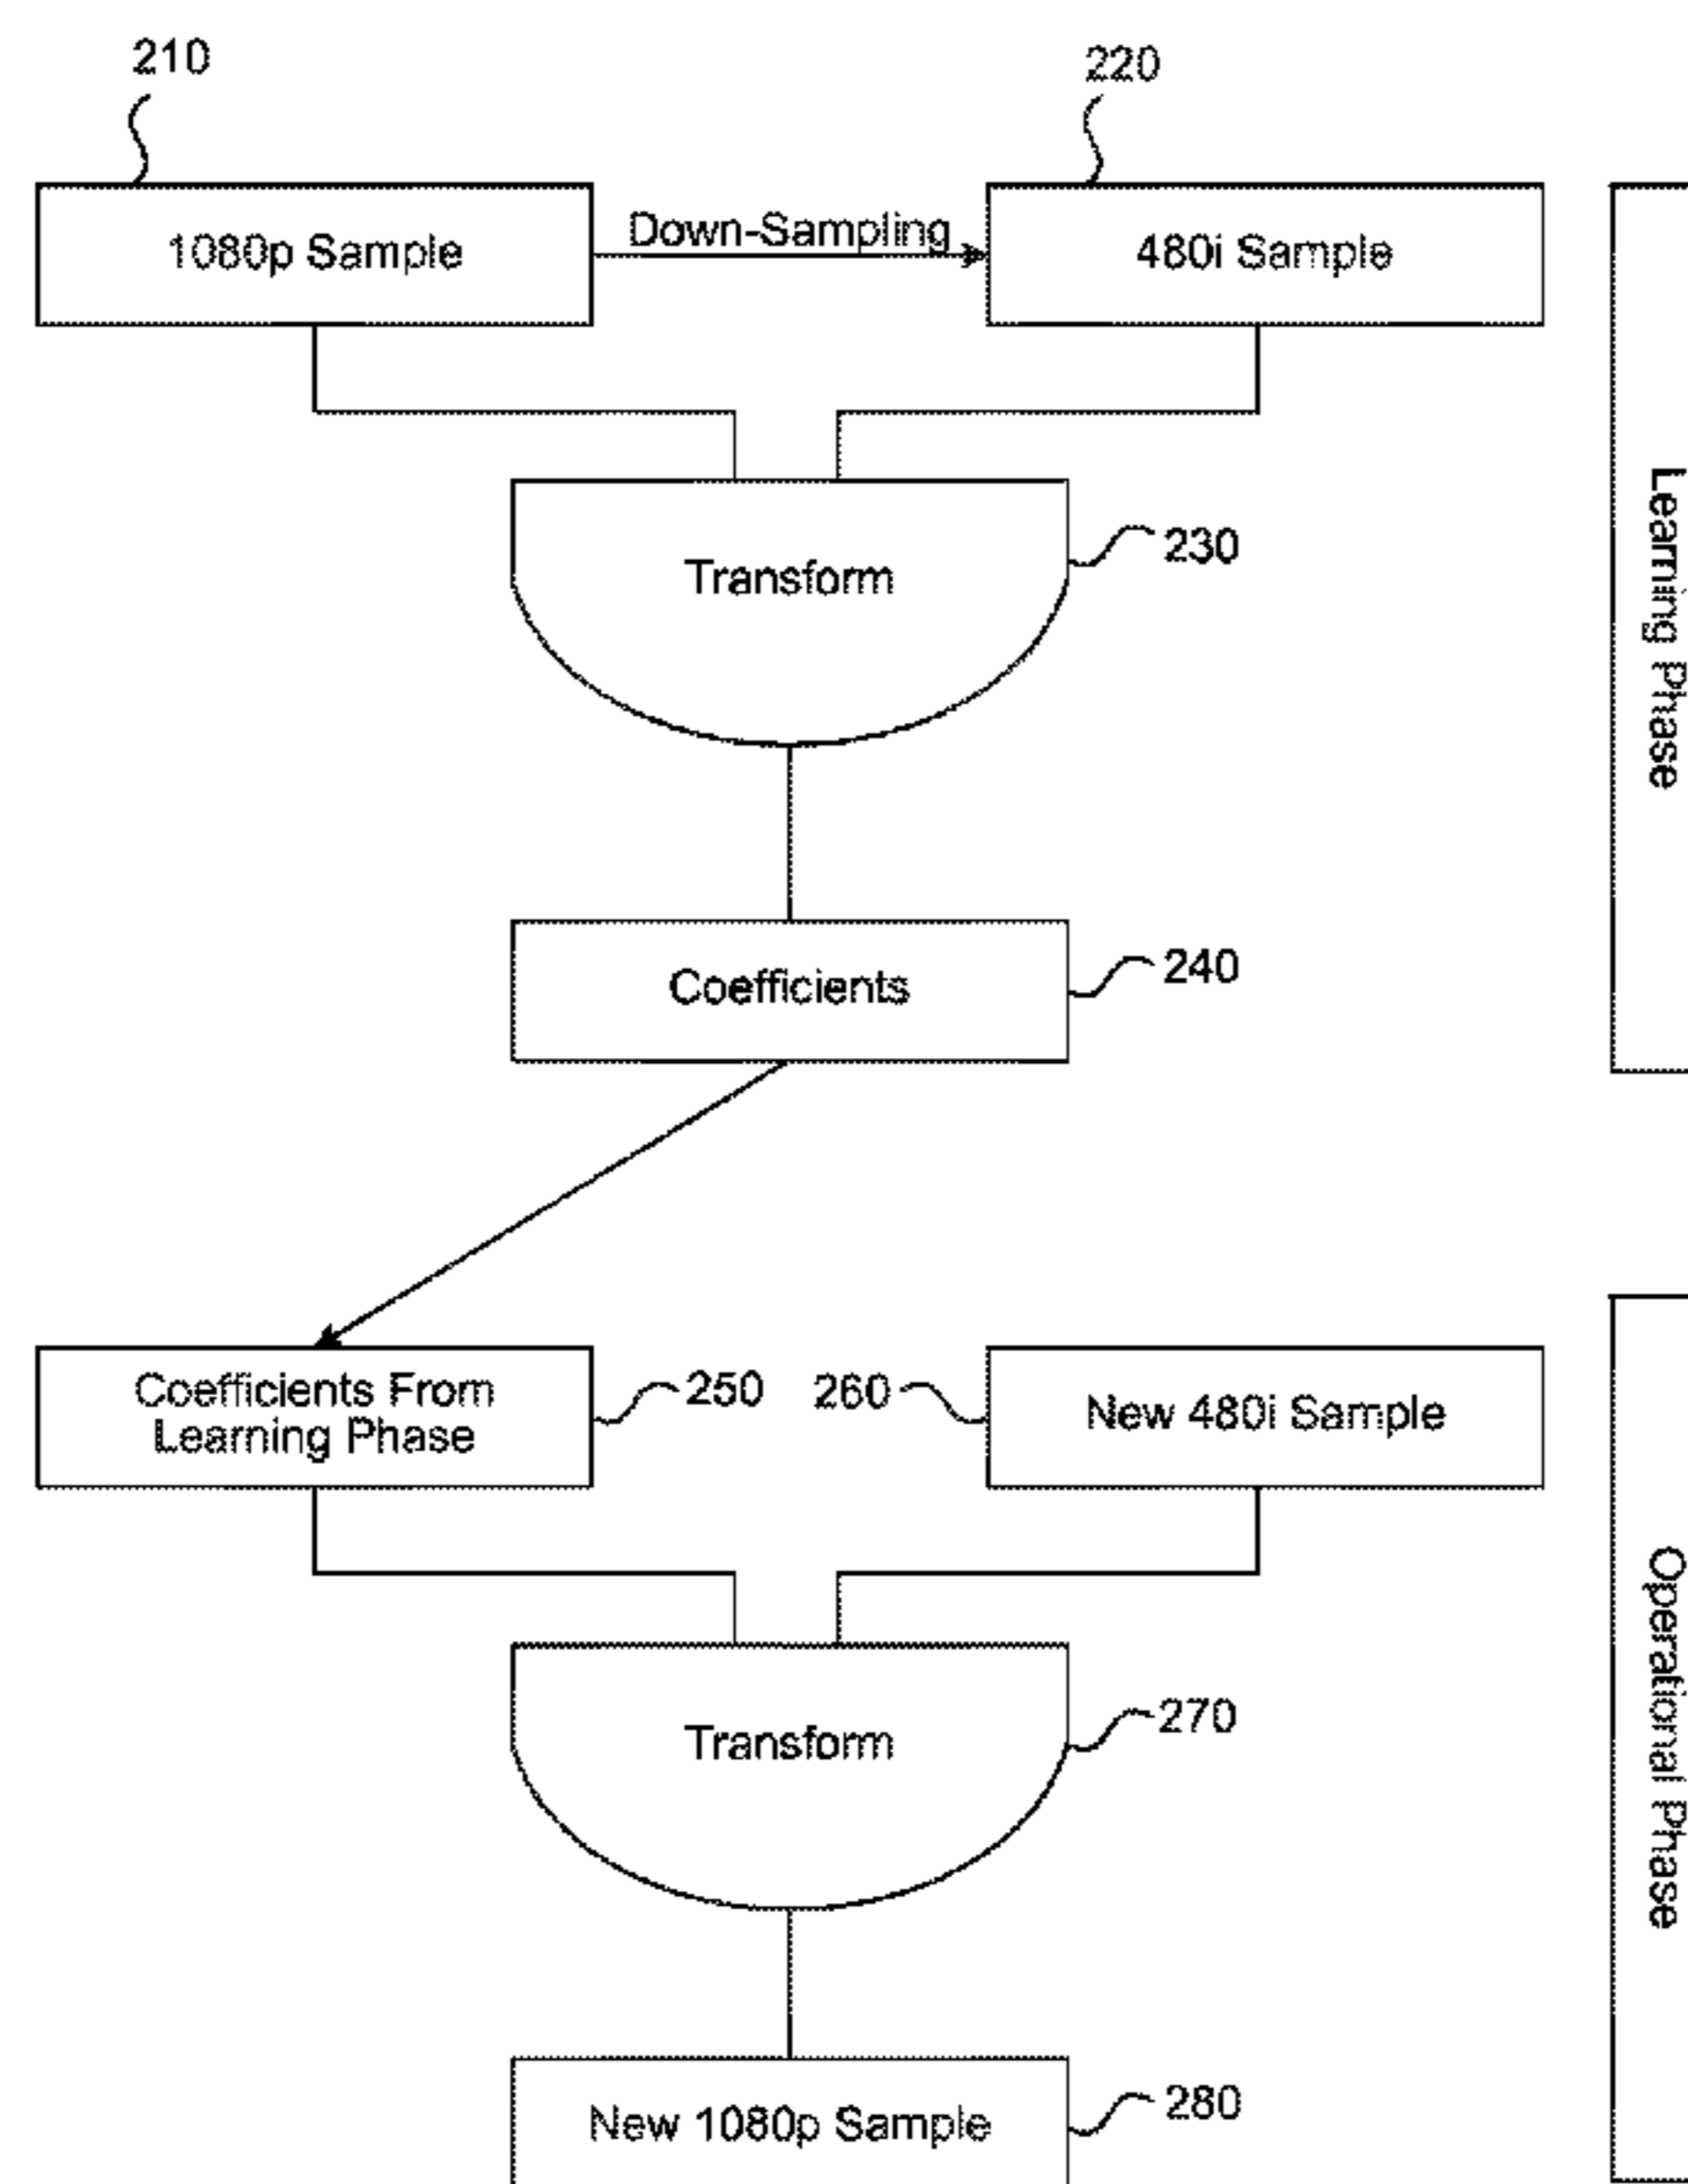 210
220
1080p Sample
Down-Sampling
480i Sample
Transform
230
Learning Phase
Coefficients
240
Coefficients From
Learning Phase
250
260
New 480i Sample
Transform
270
Operational Phase
New 1080p Sample
280